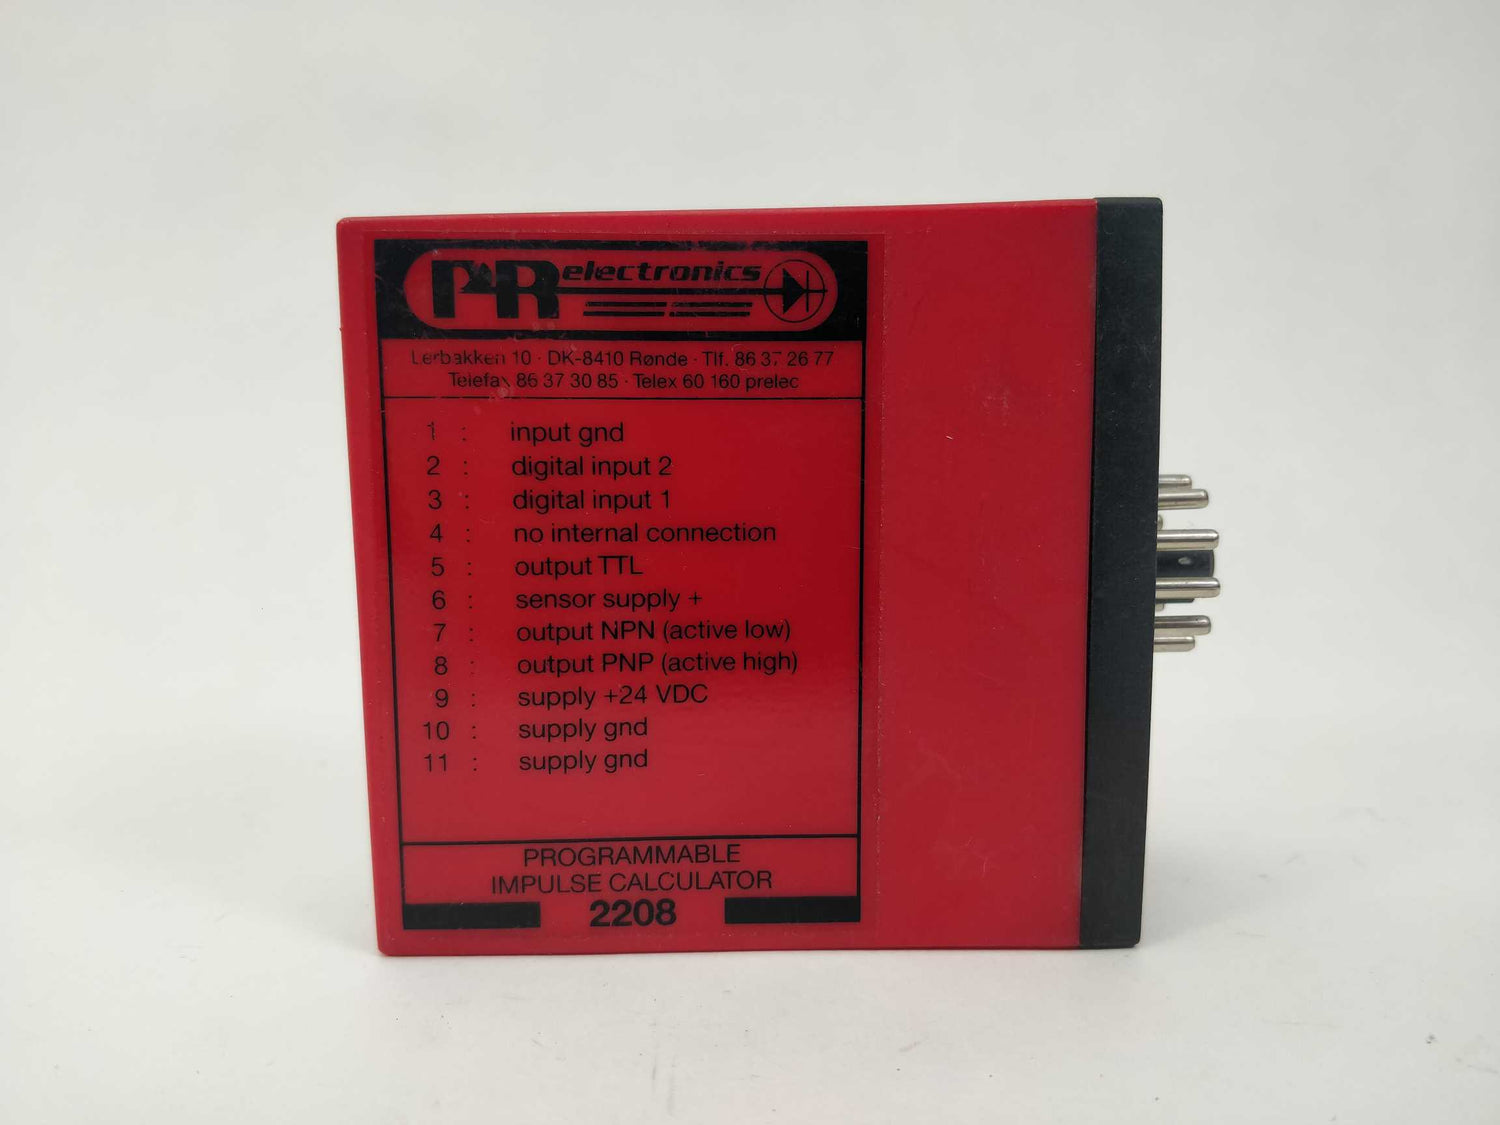 PR electronics
Lerbakken 10 · DK-8410 Rønde · Tlf. 86 37 26 77
Telefax 86 37 30 85 · Telex 60 160 prelec
1 : input gnd
2 : digital input 2
3 : digital input 1
4 : no internal connection
5 : output TTL
6 : sensor supply +
7 : output NPN (active low)
8 : output PNP (active high)
9 : supply +24 VDC
10 : supply gnd
11 : supply gnd
PROGRAMMABLE
IMPULSE CALCULATOR
2208